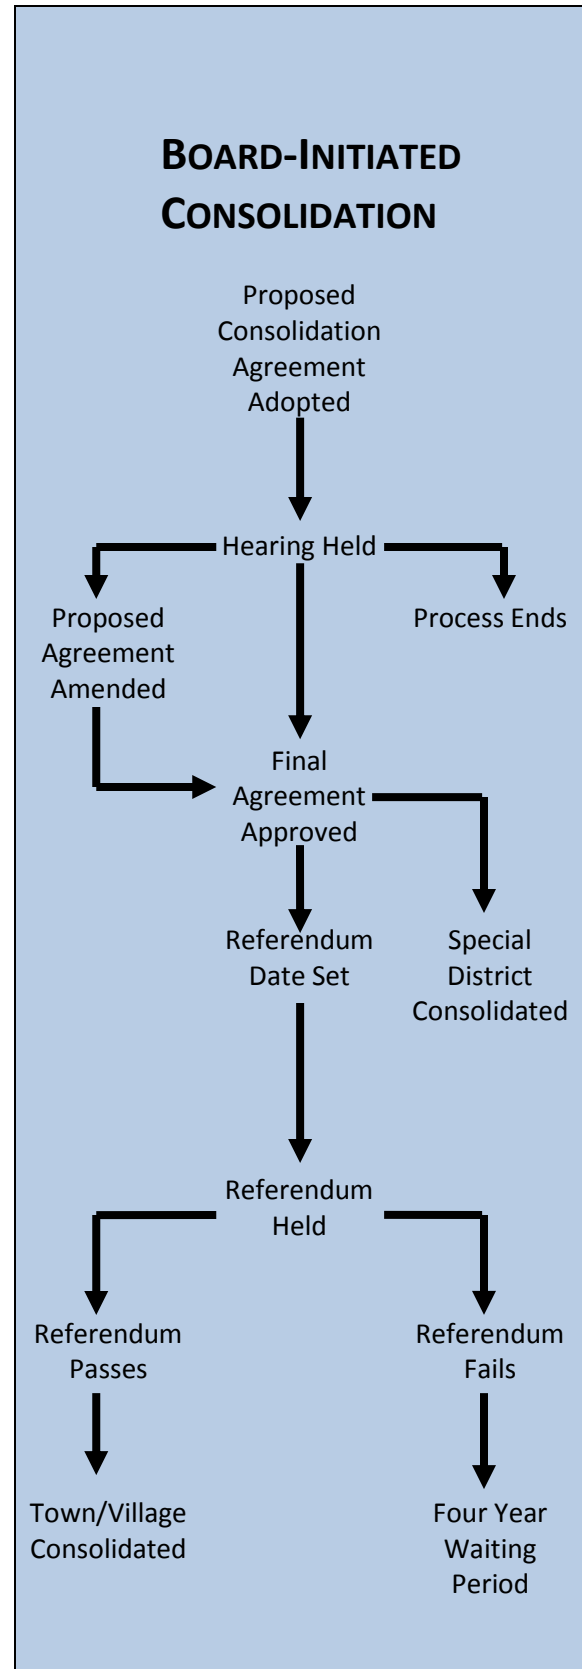 BOARD-INITIATED
CONSOLIDATION
Proposed
Consolidation
Agreement
Adopted
Hearing Held
Proposed
Agreement
Amended
Process Ends
Final
Agreement
Approved
Referendum
Date Set
Special
District
Consolidated
Referendum
Held
Referendum
Passes
Referendum
Fails
Town/Village
Consolidated
Four Year
Waiting
Period